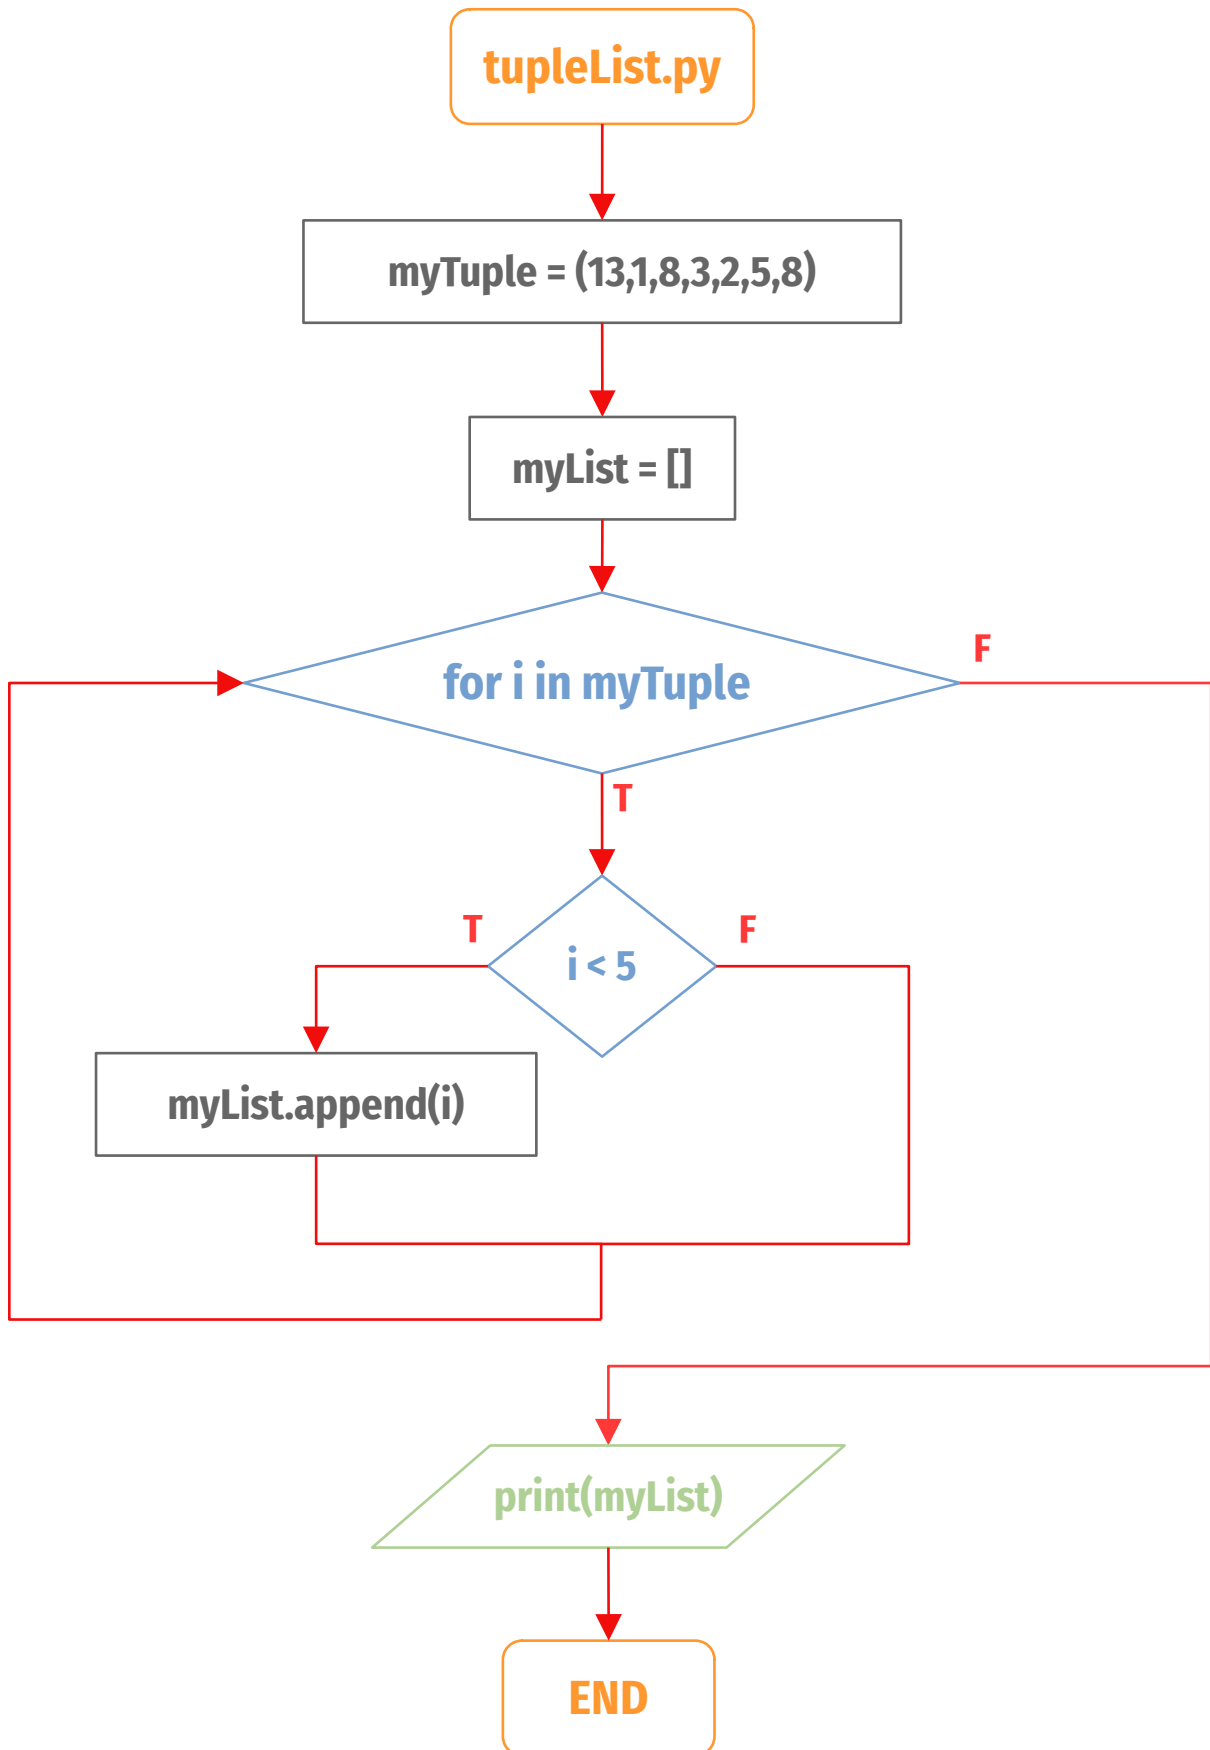 tupleList.py
myTuple = (13,1,8,3,2,5,8)
myList = []
for i in myTuple
F
T
T
F
i < 5
myList.append(i)
print(myList)
END